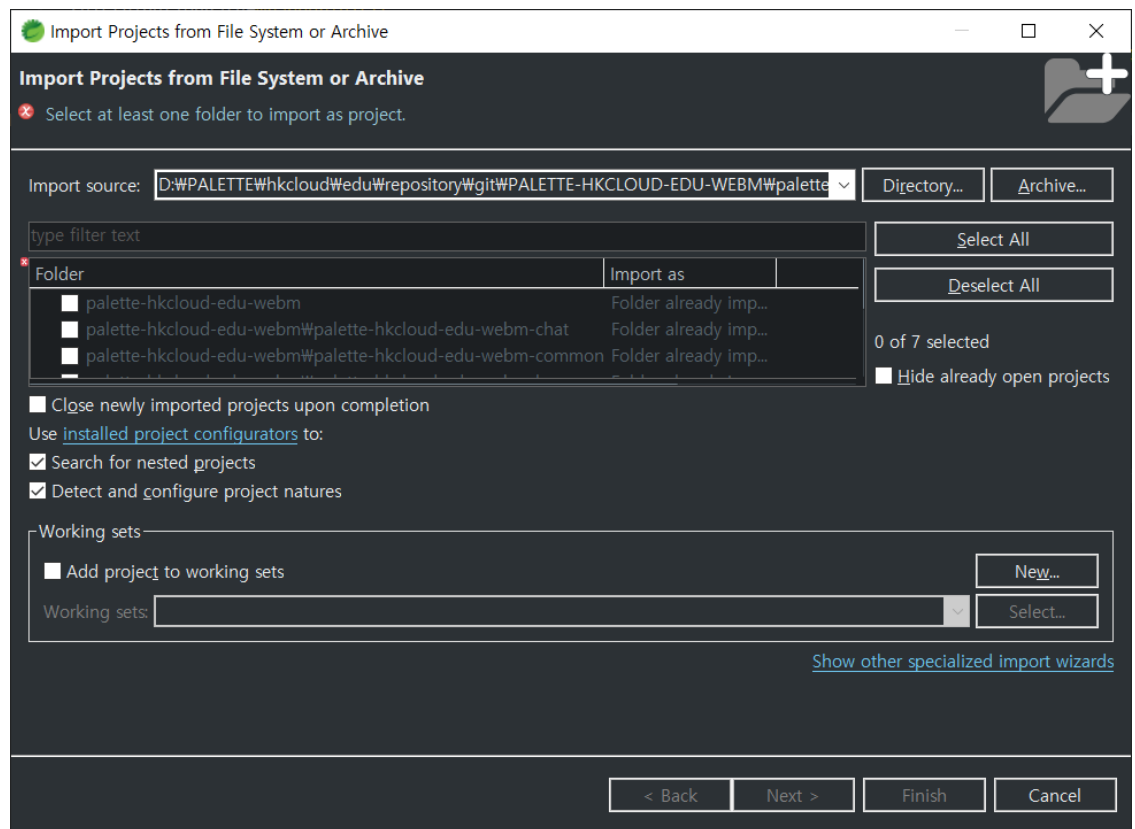 Import Projects from File System or Archive
Import Projects from File System or Archive
Select at least one folder to import as project.
Import source: D:₩PALETTE₩hkcloud₩edu₩repository₩git₩PALETTE-HKCLOUD-EDU-WEBM₩palette Directory... Archive...
type filter text Select All
Folder Import as Deselect All
palette-hkcloud-edu-webm Folder already imp...
palette-hkcloud-edu-webm₩palette-hkcloud-edu-webm-chat Folder already imp...
palette-hkcloud-edu-webm₩palette-hkcloud-edu-webm-common Folder already imp...
0 of 7 selected
Hide already open projects
Close newly imported projects upon completion
Use installed project configurators to:
Search for nested projects
Detect and configure project natures
Working sets
Add project to working sets New...
Working sets: Select...
Show other specialized import wizards
< Back Next > Finish Cancel